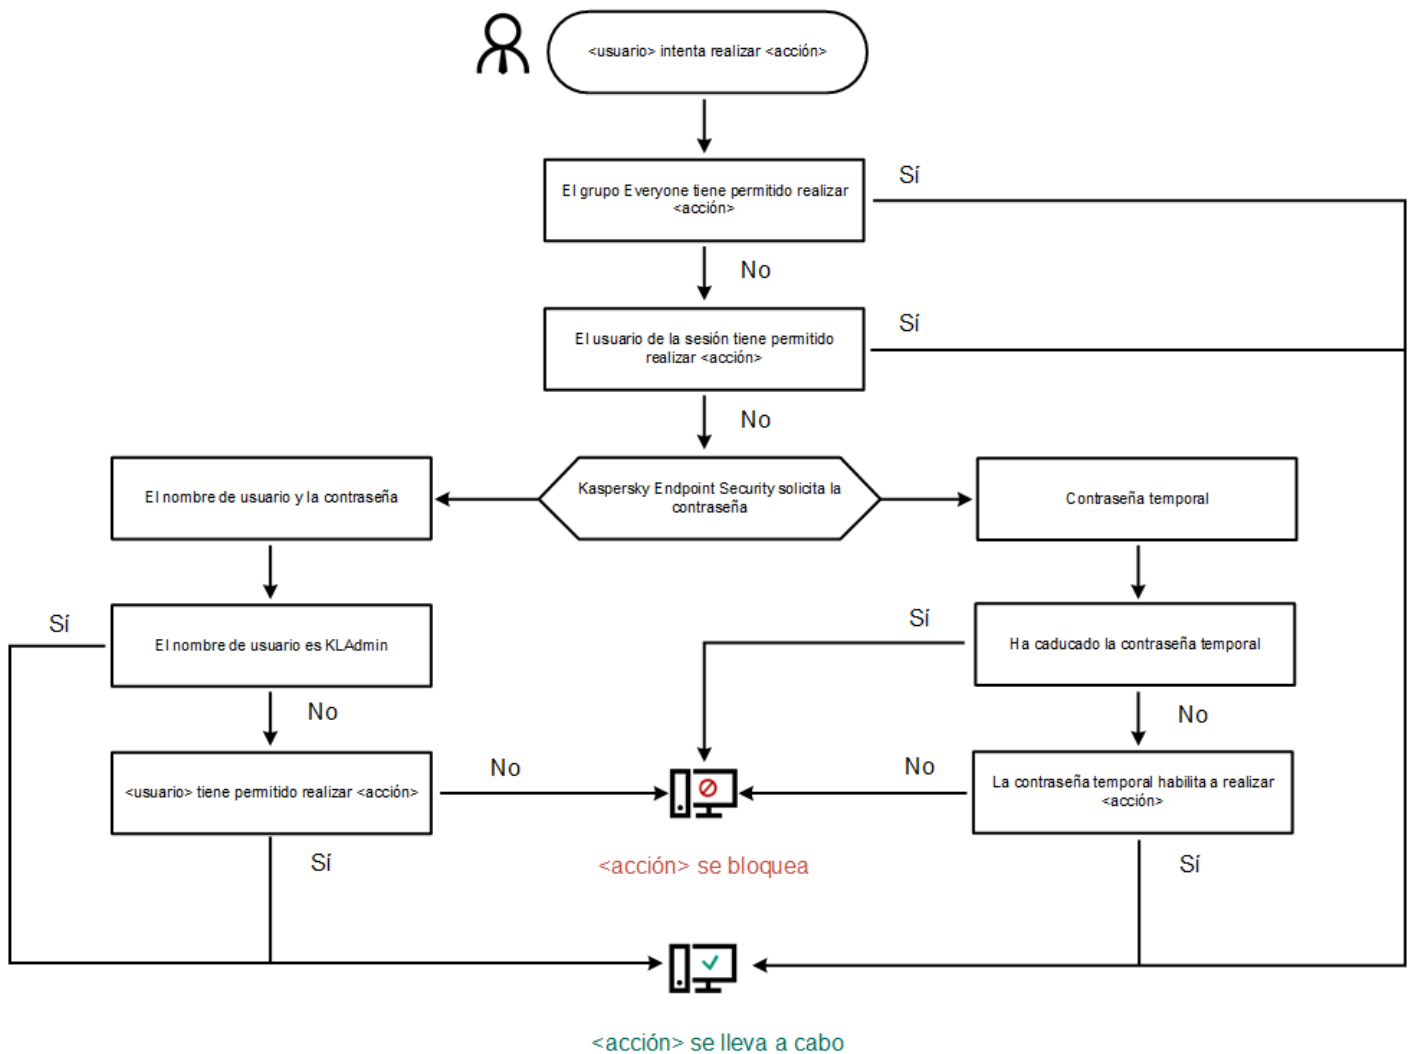 <usuario> intenta realizar <acción>
El grupo Everyone tiene permitido realizar
<acción>
Sí
No
El usuario de la sesión tiene permitido
realizar <acción>
Sí
No
El nombre de usuario y la contraseña
Kaspersky Endpoint Security solicita la
contraseña
Contraseña temporal
Sí
El nombre de usuario es KLAdmin
Sí
Ha caducado la contraseña temporal
No
No
<usuario> tiene permitido realizar <acción>
No
No
La contraseña temporal habilita a realizar
<acción>
Sí
<acción> se bloquea
Sí
<acción> se lleva a cabo